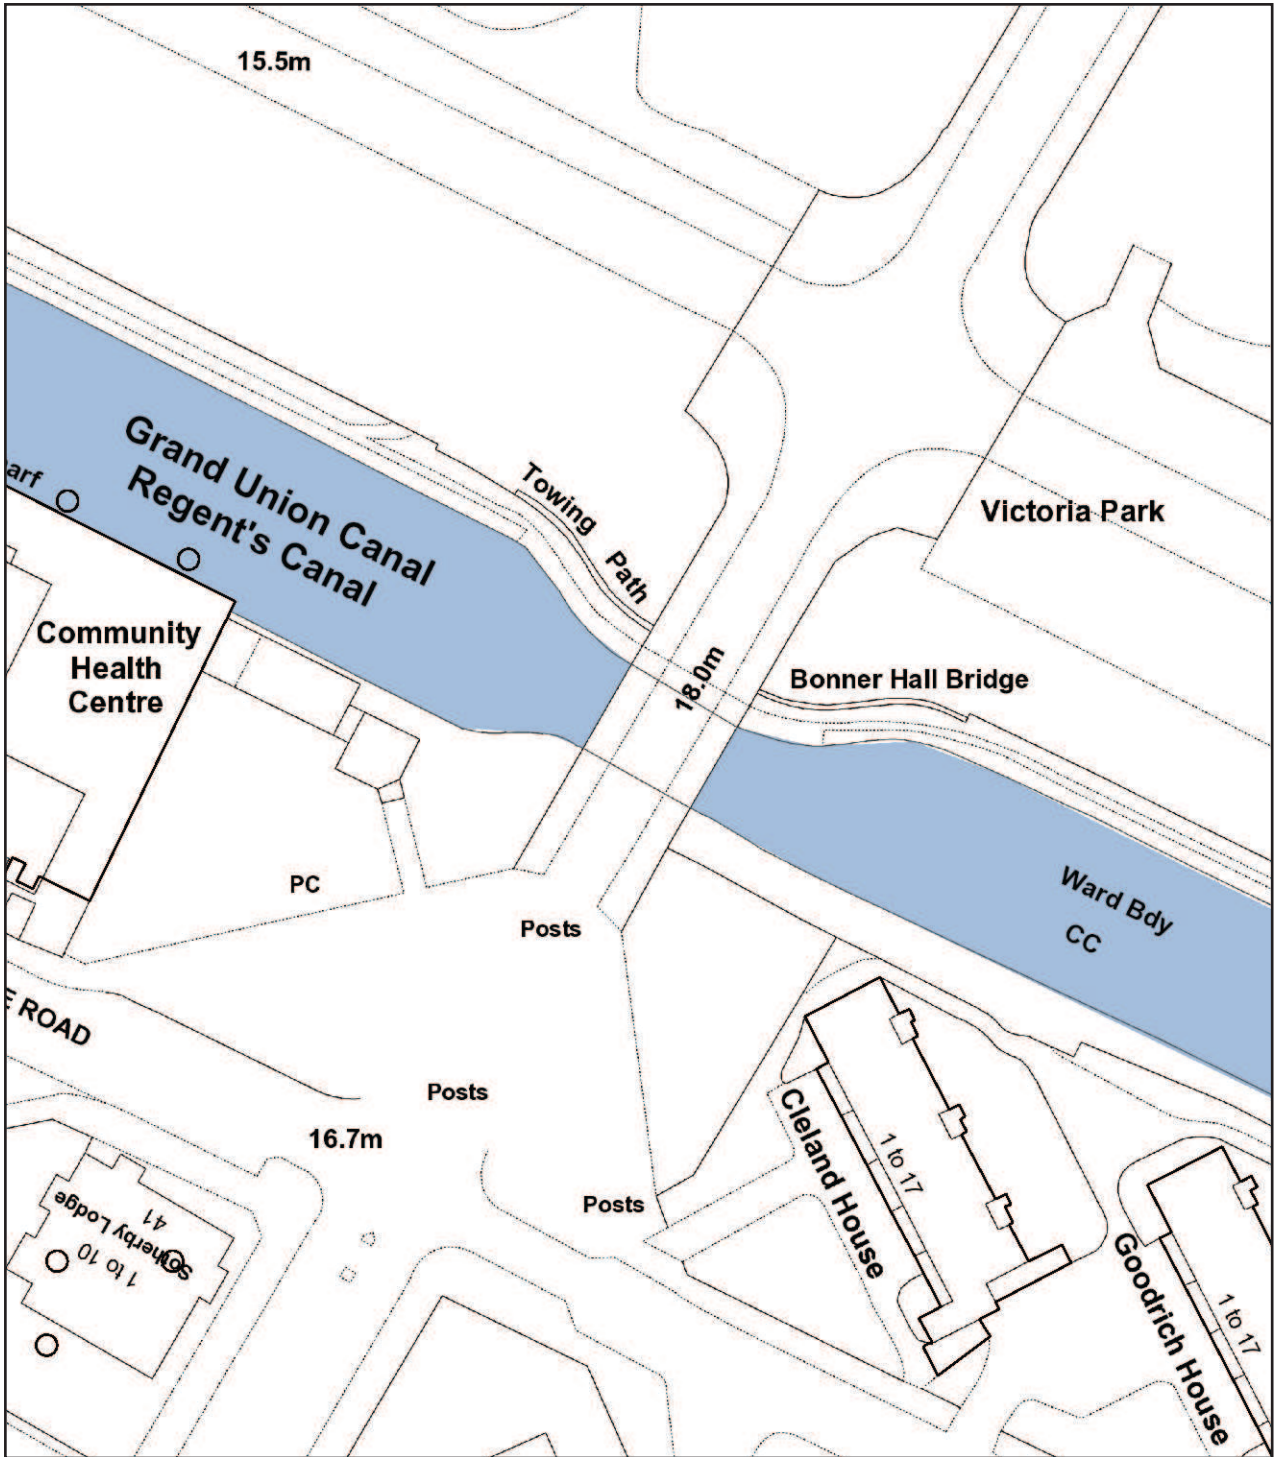 15.5m
Grand Union Canal
Regent's Canal
Towing
Path
Victoria Park
arf
Community
Health
Centre
18.0m
Bonner Hall Bridge
PC
Posts
Ward Bdy
CC
E ROAD
Posts
16.7m
Posts
Cleland House
1 to 17
Sotherby Lodge
41
1 to 10
Goodrich House
1 to 17